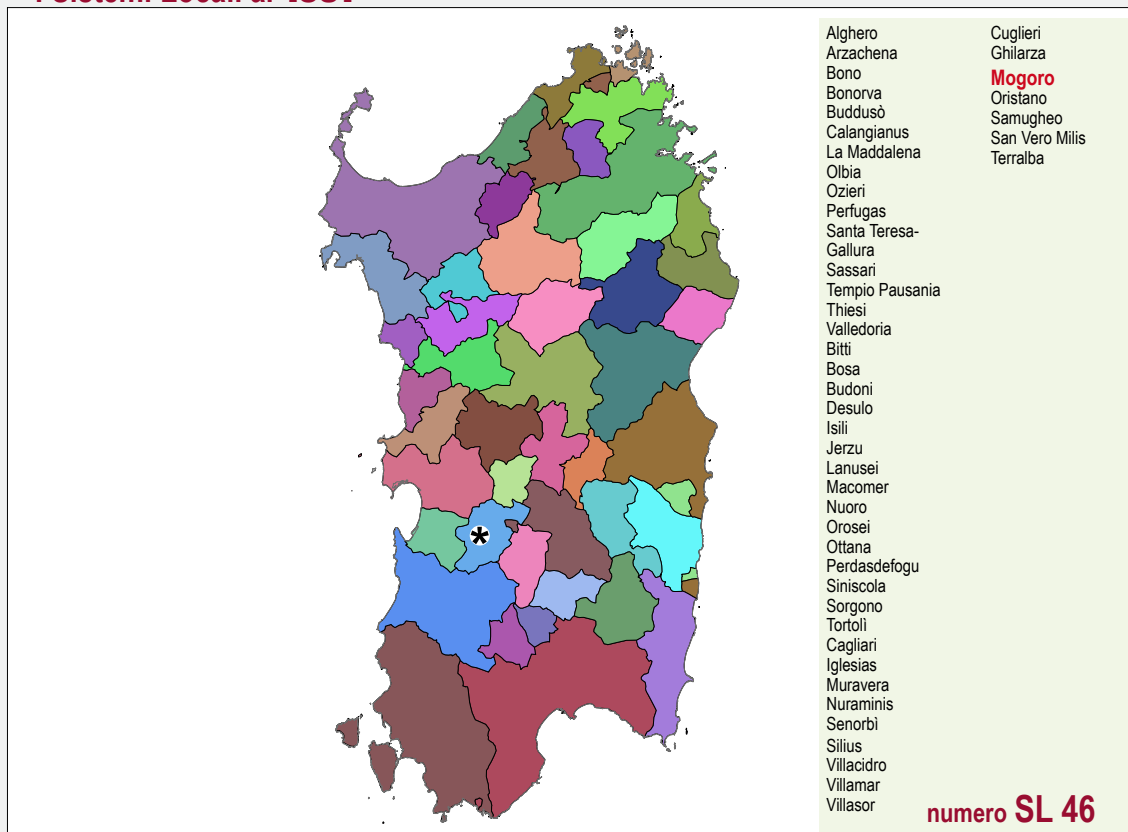 Alghero
Arzachena
Bono
Bonorva
Buddusò
Calangianus
La Maddalena
Olbia
Ozieri
Perfugas
Santa Teresa-
Gallura
Sassari
Tempio Pausania
Thiesi
Valledoria
Bitti
Bosa
Budoni
Desulo
Isili
Jerzu
Lanusei
Macomer
Nuoro
Orosei
Ottana
Perdasdefogu
Siniscola
Sorgono
Tortolì
Cagliari
Iglesias
Muravera
Nuraminis
Senorbì
Silius
Villacidro
Villamar
Villasor
Cuglieri
Ghilarza
Mogoro
Oristano
Samugheo
San Vero Milis
Terralba
*
numero SL 46